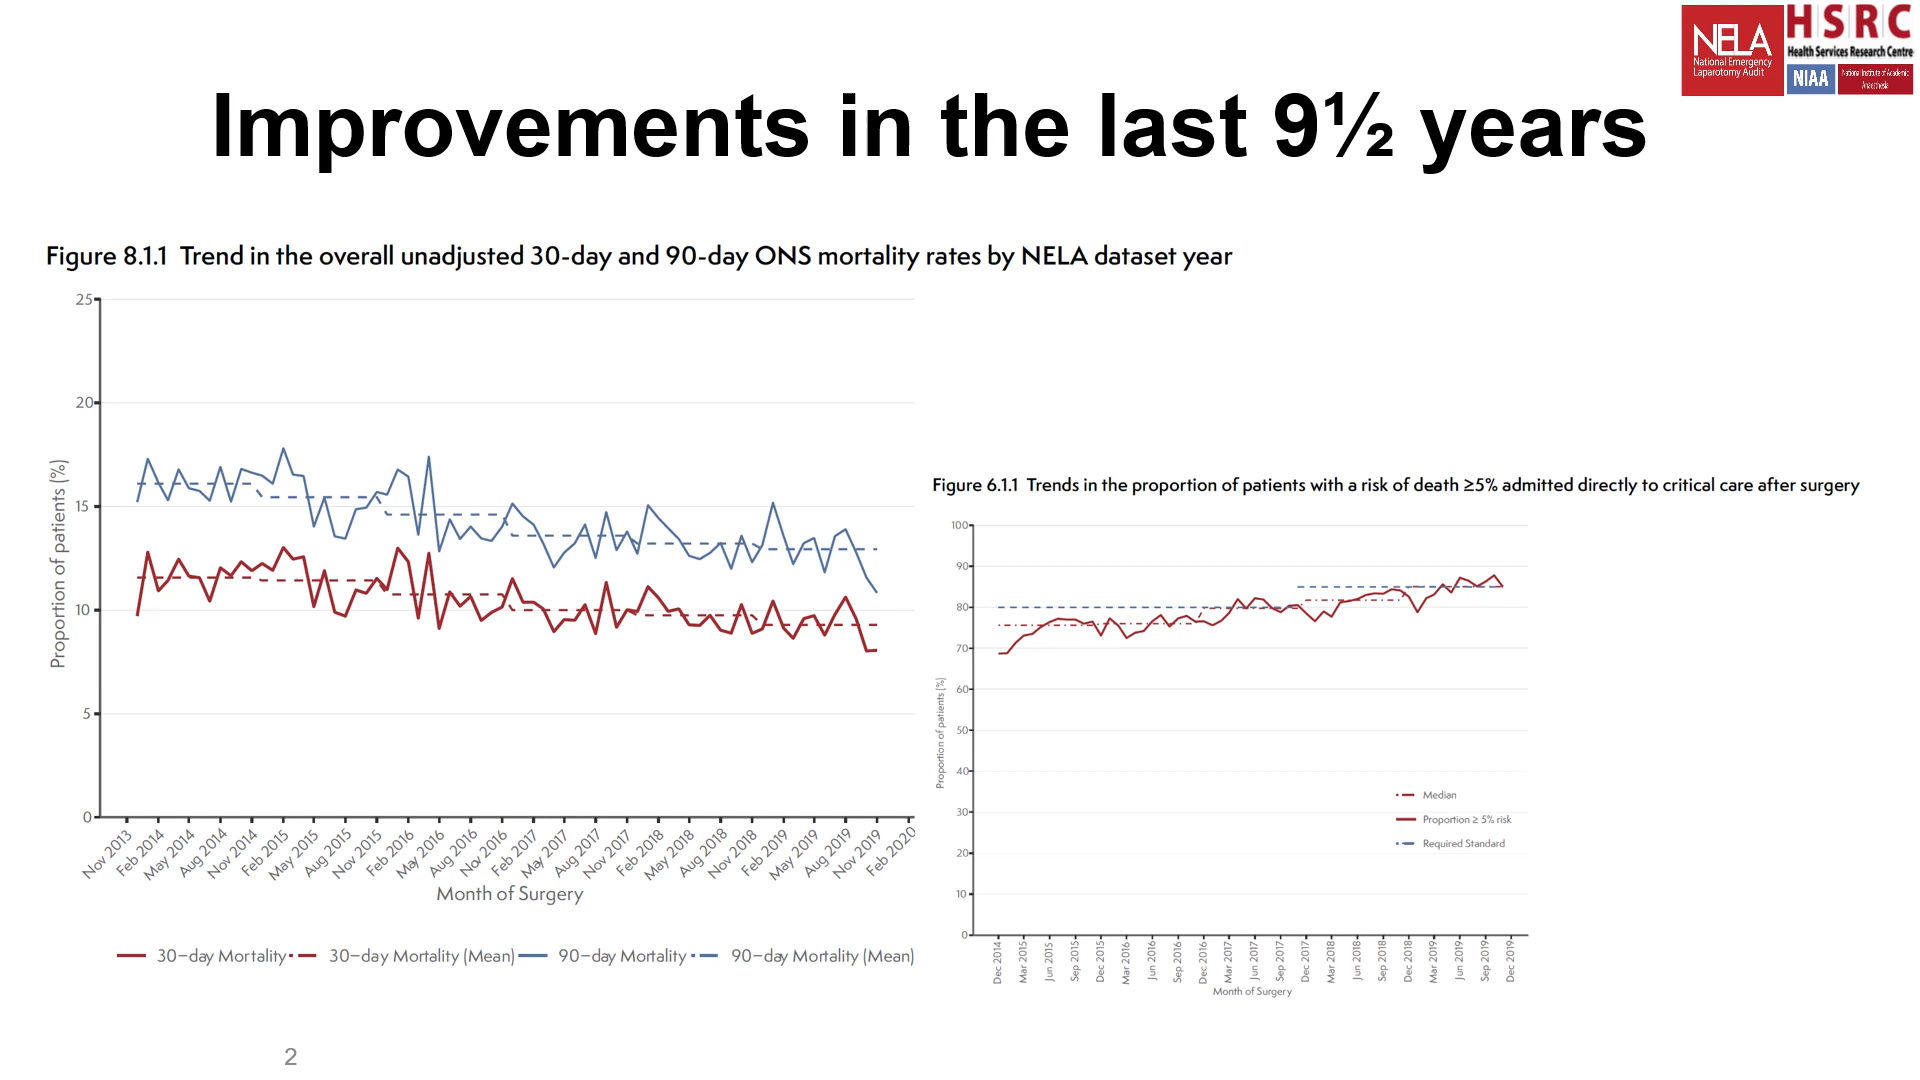 NELA
National Emergency
Laparotomy Audit
HSRC
Health Services Research Centre
NIAA
National Institute of Academic
Anaesthesia
Improvements in the last 9½ years
Figure 8.1.1 Trend in the overall unadjusted 30-day and 90-day ONS mortality rates by NELA dataset year
25
20
15
10
5
0
Proportion of patients (%)
Nov 2013
Feb 2014
May 2014
Aug 2014
Nov 2014
Feb 2015
May 2015
Aug 2015
Nov 2015
Feb 2016
May 2016
Aug 2016
Nov 2016
Feb 2017
May 2017
Aug 2017
Nov 2017
Feb 2018
May 2018
Aug 2018
Nov 2018
Feb 2019
May 2019
Aug 2019
Nov 2019
Feb 2020
Month of Surgery
30-day Mortality
30-day Mortality (Mean)
90-day Mortality
90-day Mortality (Mean)
Figure 6.1.1 Trends in the proportion of patients with a risk of death ≥5% admitted directly to critical care after surgery
100
90
80
70
60
50
40
30
20
10
0
Proportion of patients (%)
Median
Proportion ≥ 5% risk
Required Standard
Dec 2014
Mar 2015
Jun 2015
Sep 2015
Dec 2015
Mar 2016
Jun 2016
Sep 2016
Dec 2016
Mar 2017
Jun 2017
Sep 2017
Dec 2017
Mar 2018
Jun 2018
Sep 2018
Dec 2018
Mar 2019
Jun 2019
Sep 2019
Dec 2019
Month of Surgery
2